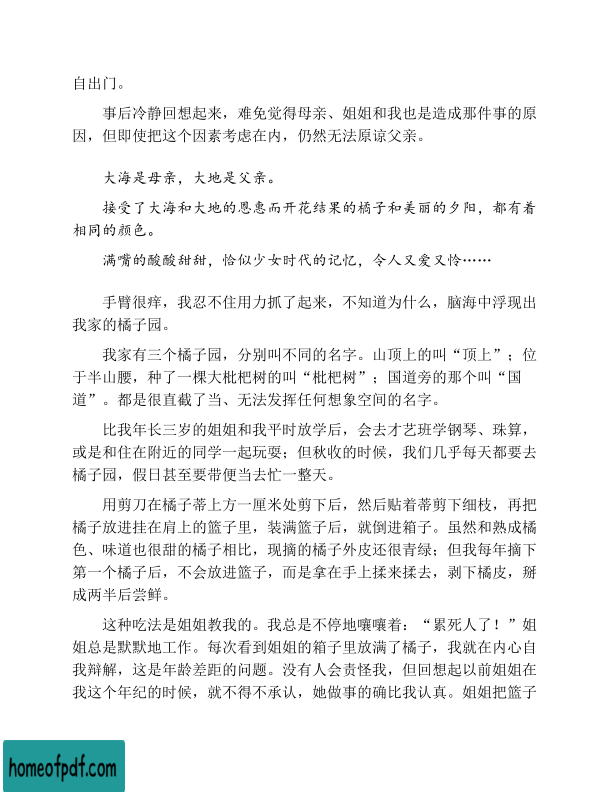 自出门。
事后冷静回想起来，难免觉得母亲、姐姐和我也是造成那件事的原
因，但即使把这个因素考虑在内，仍然无法原谅父亲。
大海是母亲，大地是父亲。
接受了大海和大地的恩惠而开花结果的橘子和美丽的夕阳，都有着
相同的颜色。
满嘴的酸酸甜甜，恰似少女时代的记忆，令人又爱又怜……
手臂很痒，我忍不住用力抓了起来，不知道为什么，脑海中浮现出
我家的橘子园。
我家有三个橘子园，分别叫不同的名字。山顶上的叫“顶上”；位
于半山腰，种了一棵大枇杷树的叫“枇杷树”；国道旁的那个叫“国
道”。都是很直截了当、无法发挥任何想象空间的名字。
比我年长三岁的姐姐和我平时放学后，会去才艺班学钢琴、珠算，
或是和住在附近的同学一起玩耍；但秋收的时候，我们几乎每天都要去
橘子园，假日甚至要带便当去忙一整天。
用剪刀在橘子蒂上方一厘米处剪下后，然后贴着蒂剪下细枝，再把
橘子放进挂在肩上的篮子里，装满篮子后，就倒进箱子。虽然和熟成橘
色、味道也很甜的橘子相比，现摘的橘子外皮还很青绿；但我每年摘下
第一个橘子后，不会放进篮子，而是拿在手上揉来揉去，剥下橘皮，掰
成两半后尝鲜。
这种吃法是姐姐教我的。我总是不停地嚷嚷着：“累死人了！”姐
姐总是默默地工作。每次看到姐姐的箱子里放满了橘子，我就在内心自
我辩解，这是年龄差距的问题。没有人会责怪我，但回想起以前姐姐在
我这个年纪的时候，就不得不承认，她做事的确比我认真。姐姐把篮子
homeofpdf.com